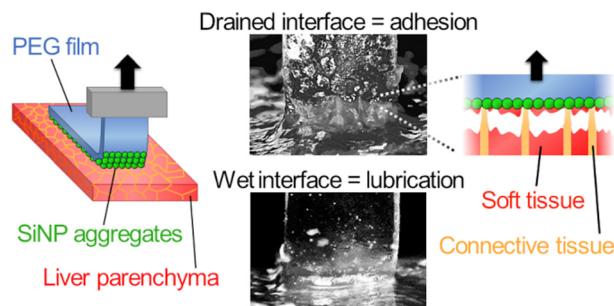 Drained interface = adhesion
PEG film
Wet interface = lubrication
SiNP aggregates
Liver parenchyma
Soft tissue
Connective tissue